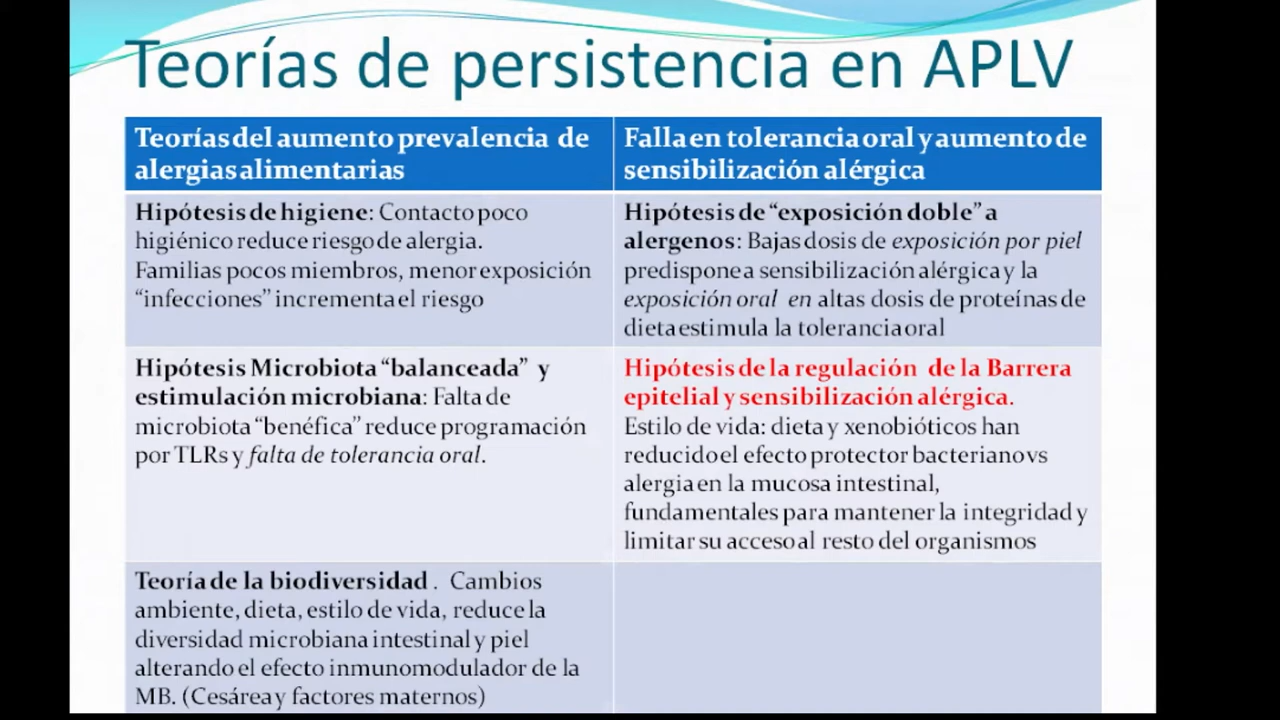 Teorías de persistencia en APLV
Teorías del aumento prevalencia de
alergias alimentarias
Falla en tolerancia oral y aumento de
sensibilización alérgica
Hipótesis de higiene: Contacto poco
higiénico reduce riesgo de alergia.
Familias pocos miembros, menor exposición
“infecciones” incrementa el riesgo
Hipótesis de “exposición doble” a
alergenos: Bajas dosis de exposición por piel
predispone a sensibilización alérgica y la
exposición oral en altas dosis de proteínas de
dieta estimula la tolerancia oral
Hipótesis Microbiota “balanceada” y
estimulación microbiana: Falta de
microbiota “benéfica” reduce programación
por TLRs y falta de tolerancia oral.
Hipótesis de la regulación de la Barrera
epitelial y sensibilización alérgica.
Estilo de vida: dieta y xenobióticos han
reducido el efecto protector bacteriano vs
alergia en la mucosa intestinal,
fundamentales para mantener la integridad y
limitar su acceso al resto del organismos
Teoría de la biodiversidad . Cambios
ambiente, dieta, estilo de vida, reduce la
diversidad microbiana intestinal y piel
alterando el efecto inmunomodulador de la
MB. (Cesárea y factores maternos)